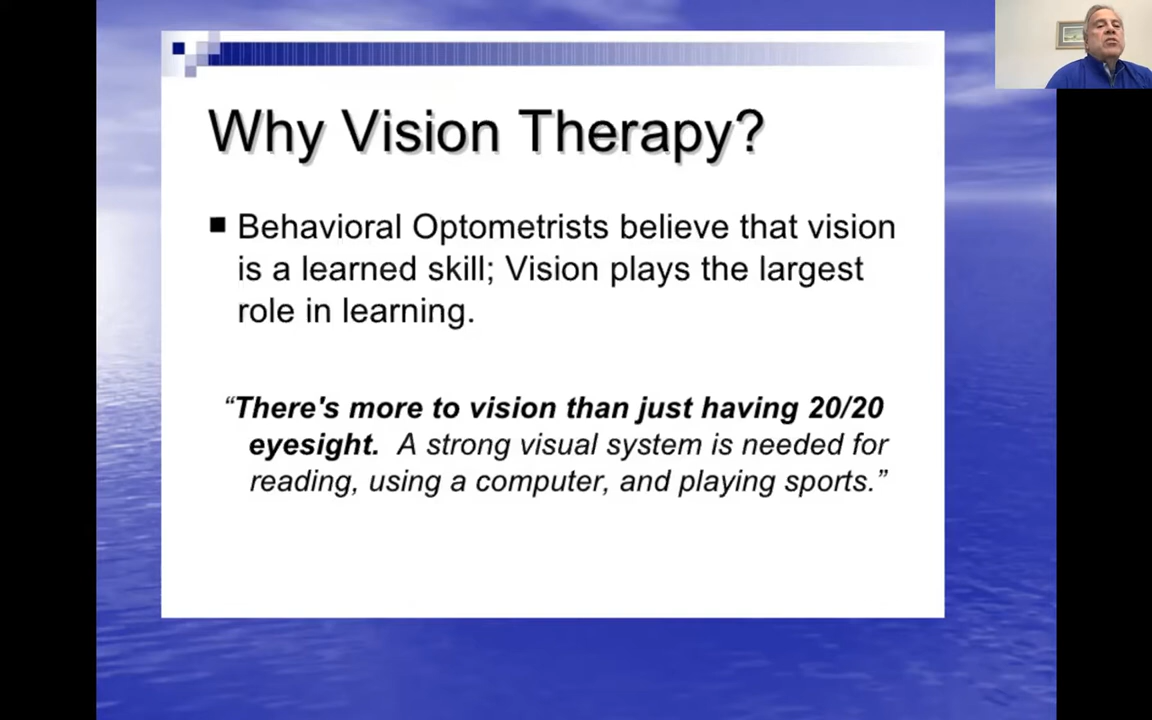 Why Vision Therapy?
■ Behavioral Optometrists believe that vision
is a learned skill; Vision plays the largest
role in learning.
“There's more to vision than just having 20/20
eyesight. A strong visual system is needed for
reading, using a computer, and playing sports.”